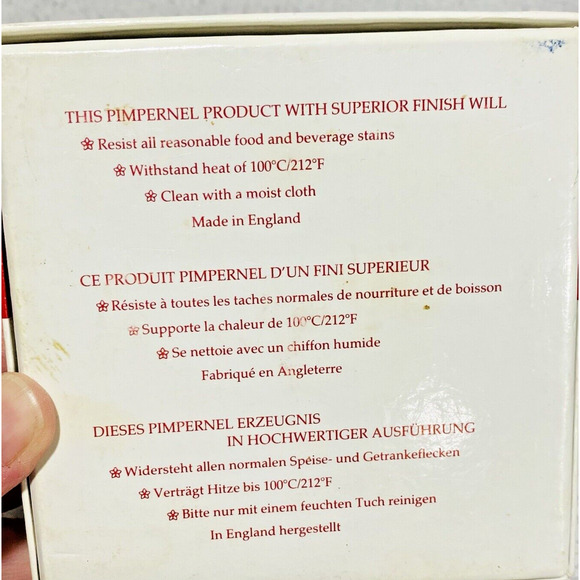 THIS PIMPERNEL PRODUCT WITH SUPERIOR FINISH WILL
Resist all reasonable food and beverage stains
Withstand heat of 100°C/212°F
Clean with a moist cloth
Made in England
CE PRODUIT PIMPERNEL D'UN FINI SUPERIEUR
Résiste à toutes les taches normales de nourriture et de boisson
Supporte la chaleur de 100°C/212°F
Se nettoie avec un chiffon humide
Fabriqué en Angleterre
DIESES PIMPERNEL ERZEUGNIS
IN HOCHWERTIGER AUSFÜHRUNG
Widersteht allen normalen Speise- und Getrankeflecken
Verträgt Hitze bis 100°C/212°F
Bitte nur mit einem feuchten Tuch reinigen
In England hergestellt